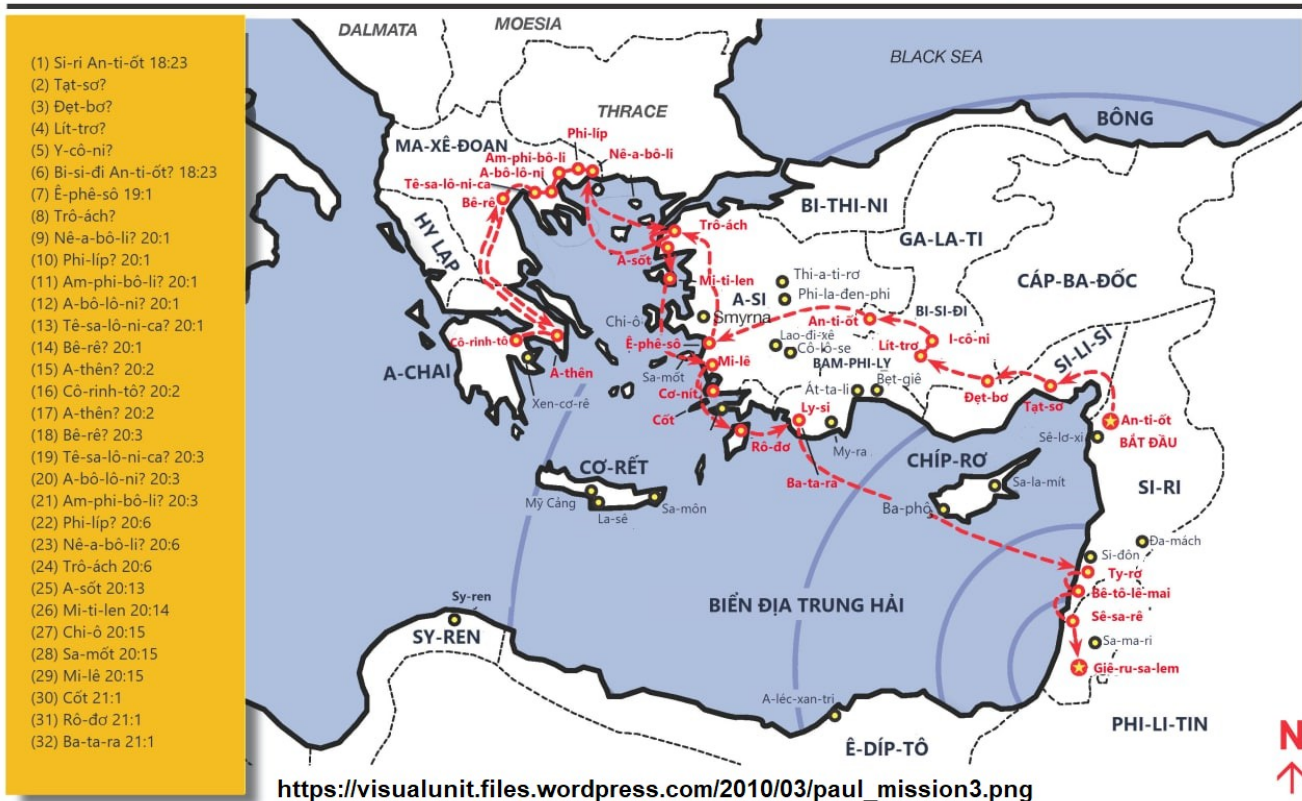 (1) Si-ri An-ti-ốt 18:23
(2) Tạt-sơ?
(3) Đẹt-bơ?
(4) Lít-trơ?
(5) Y-cô-ni?
(6) Bi-si-đi An-ti-ốt? 18:23
(7) Ê-phê-sô 19:1
(8) Trô-ách?
(9) Nê-a-bô-li? 20:1
(10) Phi-líp? 20:1
(11) Am-phi-bô-li? 20:1
(12) A-bô-lô-ni? 20:1
(13) Tê-sa-lô-ni-ca? 20:1
(14) Bê-rê? 20:1
(15) A-thên? 20:2
(16) Cô-rinh-tô? 20:2
(17) A-thên? 20:2
(18) Bê-rê? 20:3
(19) Tê-sa-lô-ni-ca? 20:3
(20) A-bô-lô-ni? 20:3
(21) Am-phi-bô-li? 20:3
(22) Phi-líp? 20:6
(23) Nê-a-bô-li? 20:6
(24) Trô-ách 20:6
(25) A-sốt 20:13
(26) Mi-ti-len 20:14
(27) Chi-ô 20:15
(28) Sa-mốt 20:15
(29) Mi-lê 20:15
(30) Cốt 21:1
(31) Rô-đơ 21:1
(32) Ba-ta-ra 21:1
DALMATA
MOESIA
BLACK SEA
THRACE
BÔNG
Phi-líp
MA-XÊ-ĐOAN
Am-phi-bô-li
Nê-a-bô-li
A-bô-lô-ni
Tê-sa-lô-ni-ca
Bê-rê
BI-THI-NI
HY LẠP
Trô-ách
GA-LA-TI
A-sốt
Mi-ti-len
Thi-a-ti-rơ
CÁP-BA-ĐỐC
A-SI
Phi-la-đen-phi
Chi-ô
Smyrna
An-ti-ốt
BI-SI-ĐI
Cô-rinh-tô
Ê-phê-sô
Lao-đi-xê
Lít-trơ
I-cô-ni
Cô-lô-se
Mi-lê
BAM-PHI-LY
SI-LI-SI
A-CHAI
A-thên
Sa-mốt
Cơ-nít
Át-ta-li
Bẹt-giê
Đẹt-bơ
Tạt-sơ
Xen-cơ-rê
Cốt
Ly-si
An-ti-ốt
Rô-đơ
My-ra
Sê-lơ-xi
BẮT ĐẦU
CƠ-RẾT
Ba-ta-ra
CHÍP-RƠ
Sa-la-mít
SI-RI
Mỹ Cảng
La-sê
Sa-môn
Ba-phô
Đa-mách
Si-đôn
Ty-rơ
Sy-ren
BIỂN ĐỊA TRUNG HẢI
Bê-tô-lê-mai
SY-REN
Sê-sa-rê
Sa-ma-ri
Giê-ru-sa-lem
A-léc-xan-tri
PHI-LI-TIN
Ê-DÍP-TÔ
N
https://visualunit.files.wordpress.com/2010/03/paul_mission3.png